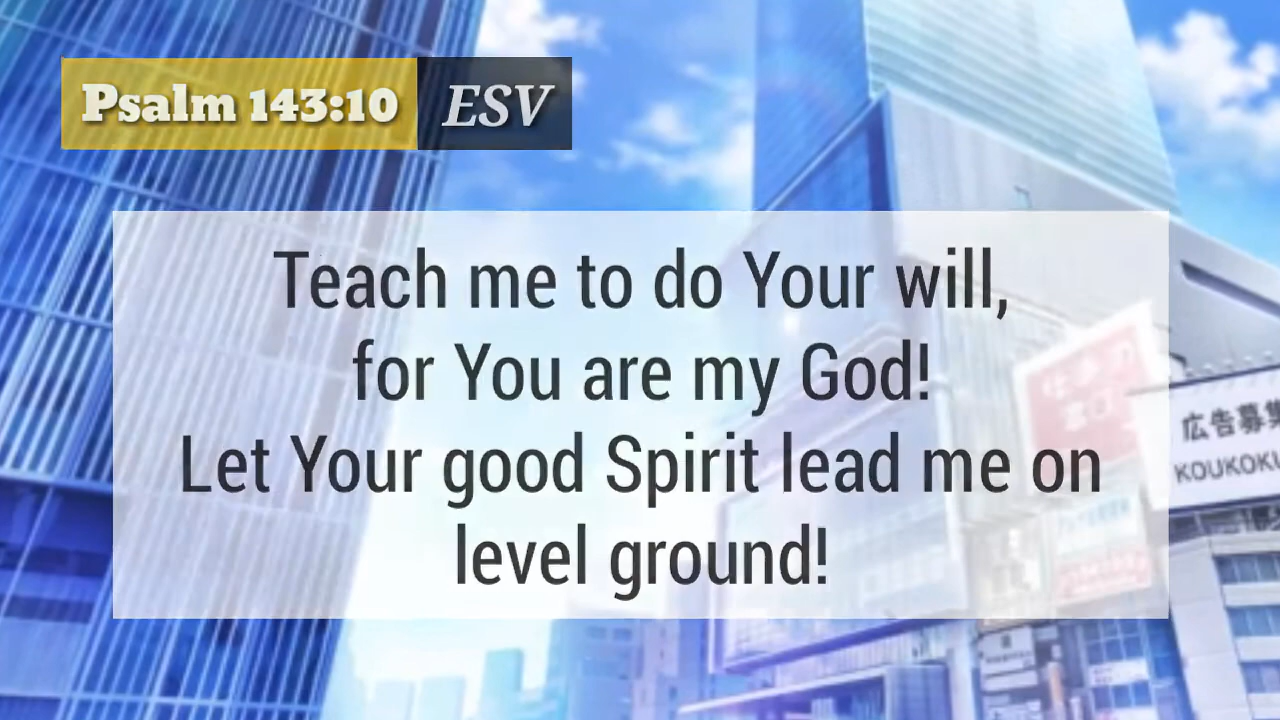 Psalm 143:10 ESV
Teach me to do Your will,
for You are my God!
Let Your good Spirit lead me on
level ground!
広告募集
KOUKOKU